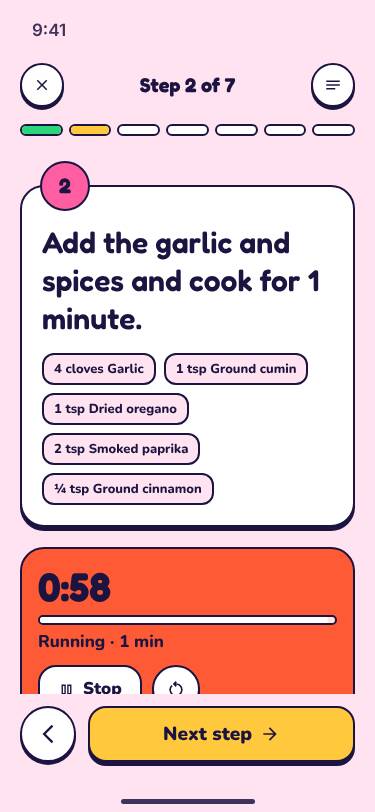 9:41
Step 2 of 7
2
Add the garlic and
spices and cook for 1
minute.
4 cloves Garlic
1 tsp Ground cumin
1 tsp Dried oregano
2 tsp Smoked paprika
¼ tsp Ground cinnamon
0:58
Running · 1 min
Stop
Next step